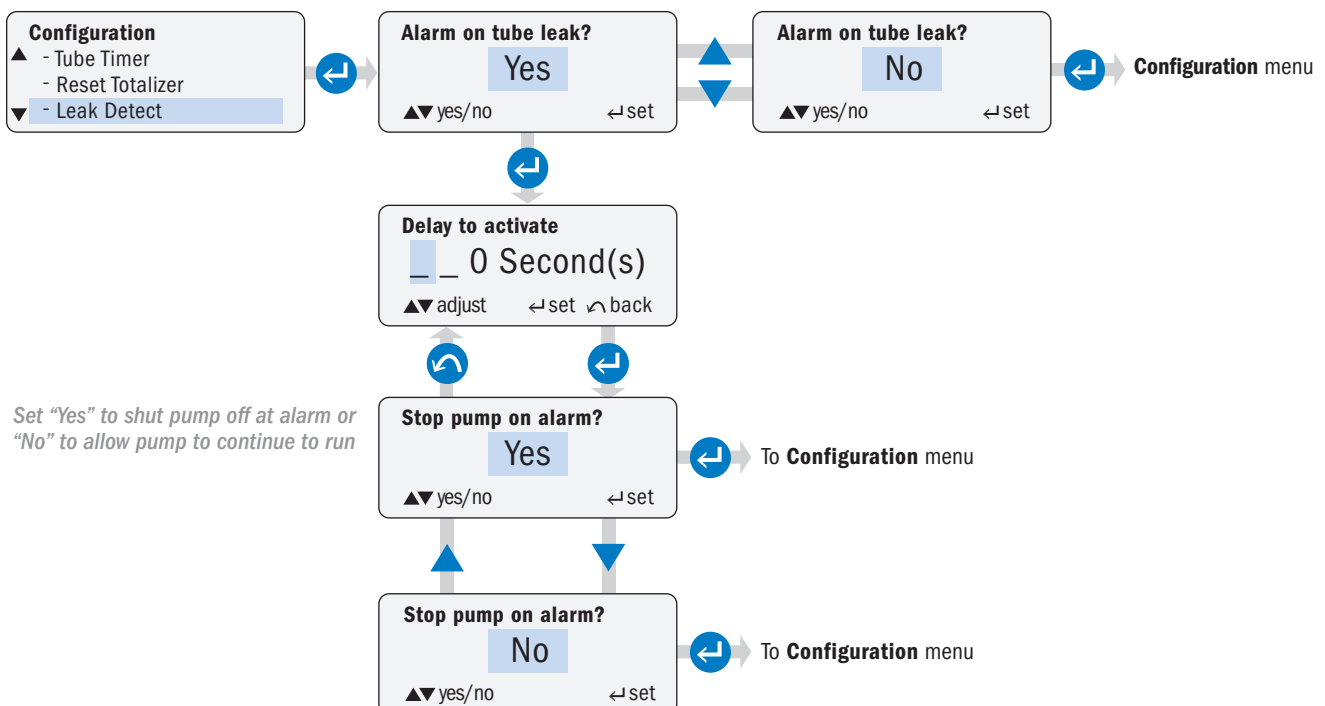 Configuration
- Tube Timer
- Reset Totalizer
- Leak Detect
Alarm on tube leak?
Yes
▲▼ yes/no ↵ set
Alarm on tube leak?
No
▲▼ yes/no ↵ set
Configuration menu
Delay to activate
_ _ 0 Second(s)
▲▼ adjust ↵ set ↶ back
Set “Yes” to shut pump off at alarm or
“No” to allow pump to continue to run
Stop pump on alarm?
Yes
▲▼ yes/no ↵ set
To Configuration menu
Stop pump on alarm?
No
▲▼ yes/no ↵ set
To Configuration menu